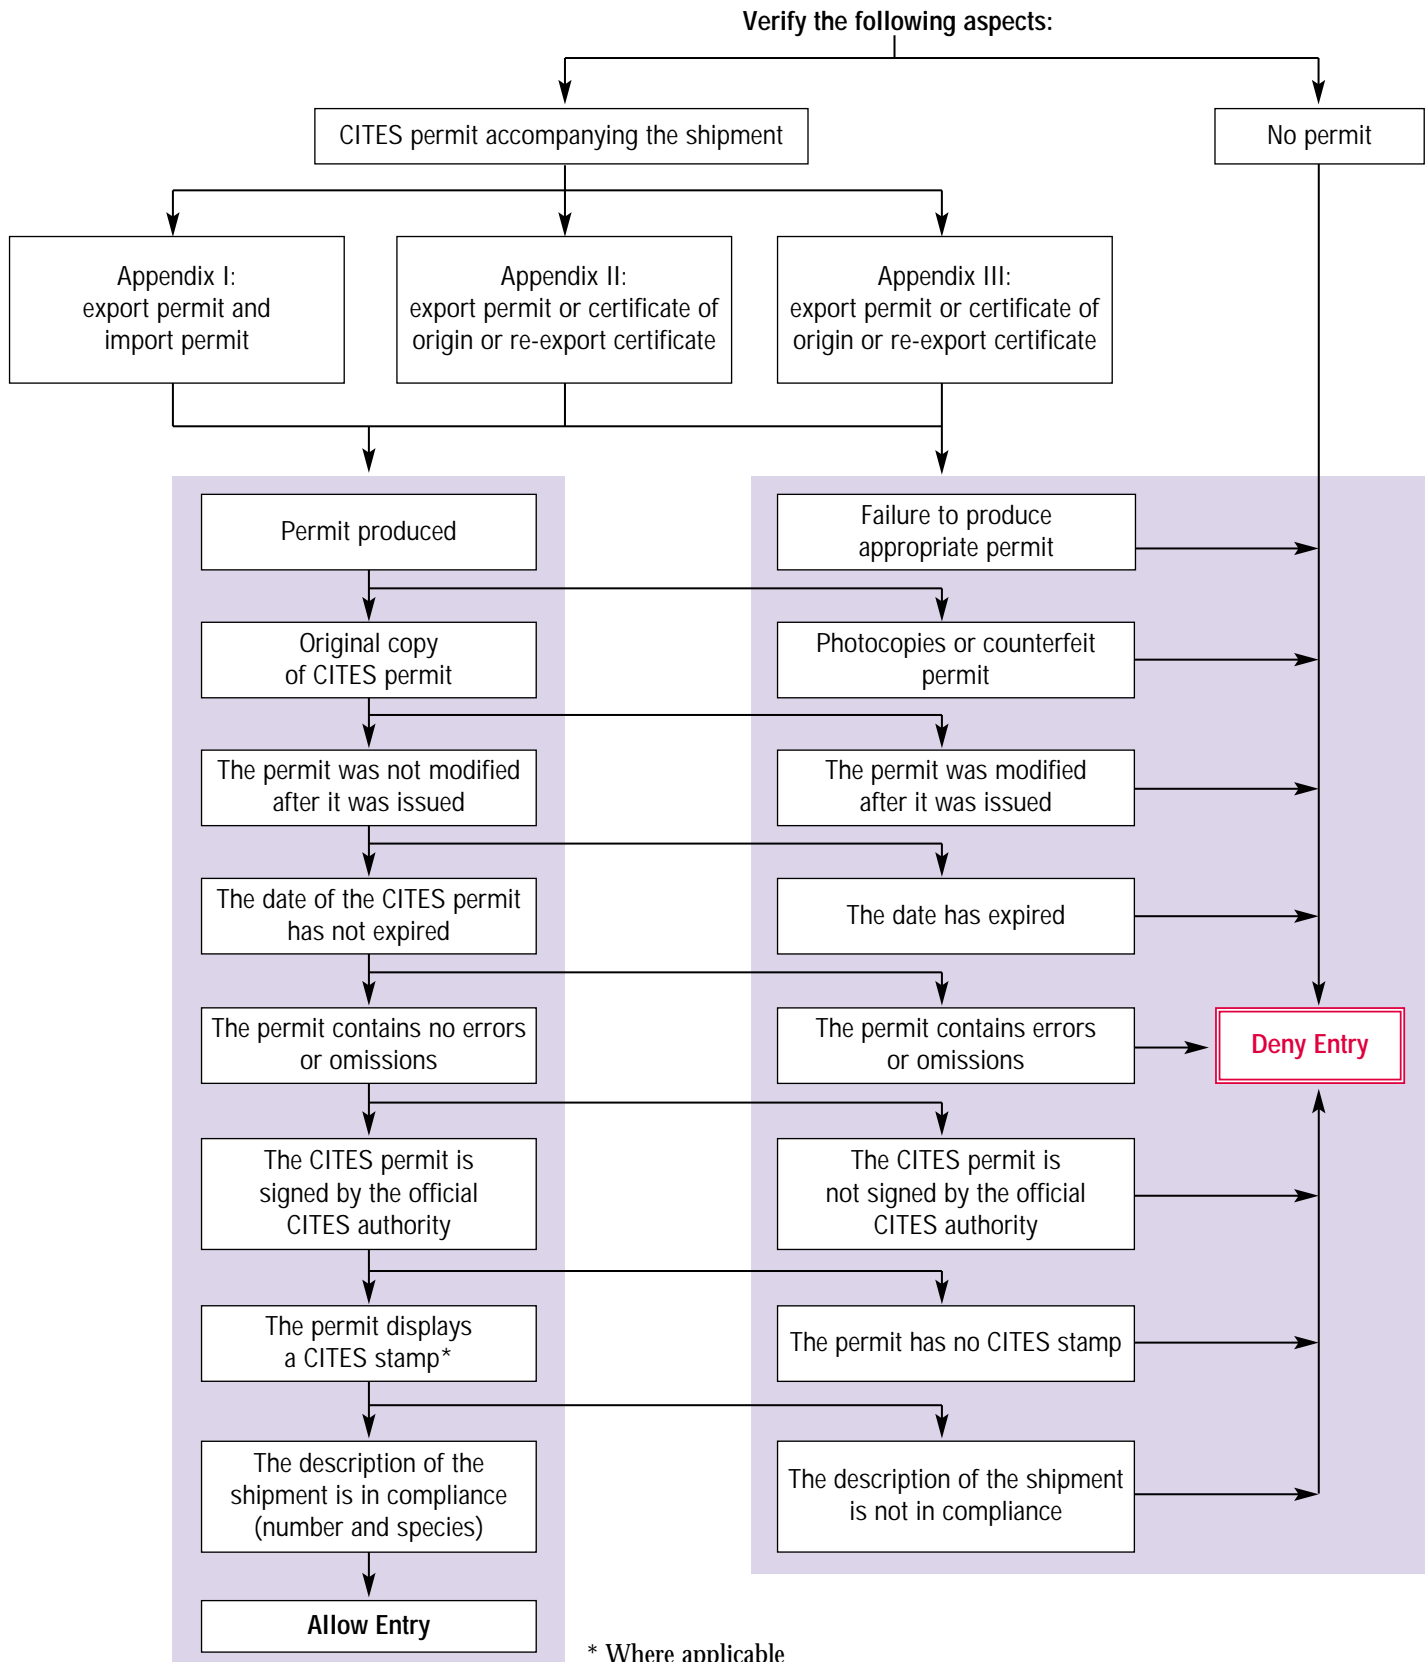 Verify the following aspects:
CITES permit accompanying the shipment
No permit
Appendix I:
export permit and
import permit
Appendix II:
export permit or certificate of
origin or re-export certificate
Appendix III:
export permit or certificate of
origin or re-export certificate
Permit produced
Failure to produce
appropriate permit
Original copy
of CITES permit
Photocopies or counterfeit
permit
The permit was not modified
after it was issued
The permit was modified
after it was issued
The date of the CITES permit
has not expired
The date has expired
The permit contains no errors
or omissions
The permit contains errors
or omissions
Deny Entry
The CITES permit is
signed by the official
CITES authority
The CITES permit is
not signed by the official
CITES authority
The permit displays
a CITES stamp*
The permit has no CITES stamp
The description of the
shipment is in compliance
(number and species)
The description of the shipment
is not in compliance
Allow Entry
* Where applicable